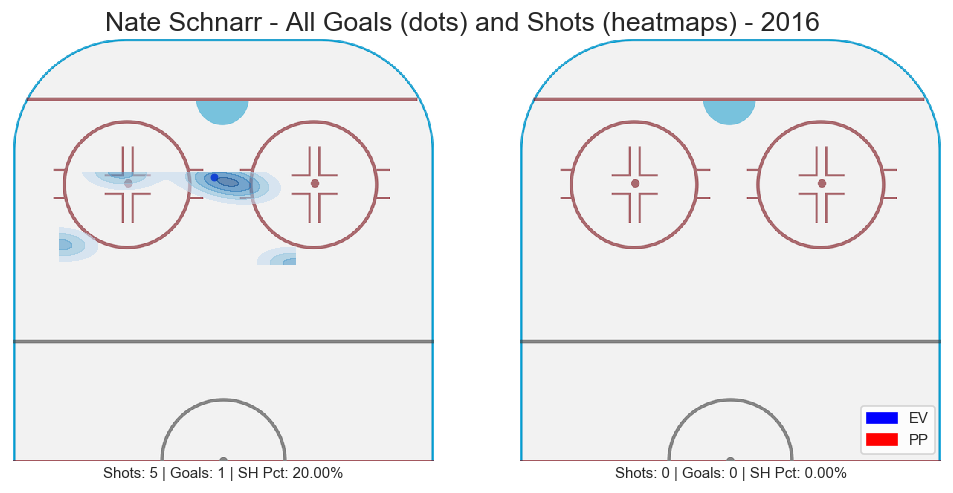 Nate Schnarr - All Goals (dots) and Shots (heatmaps) - 2016
EV
PP
Shots: 5 | Goals: 1 | SH Pct: 20.00%
Shots: 0 | Goals: 0 | SH Pct: 0.00%